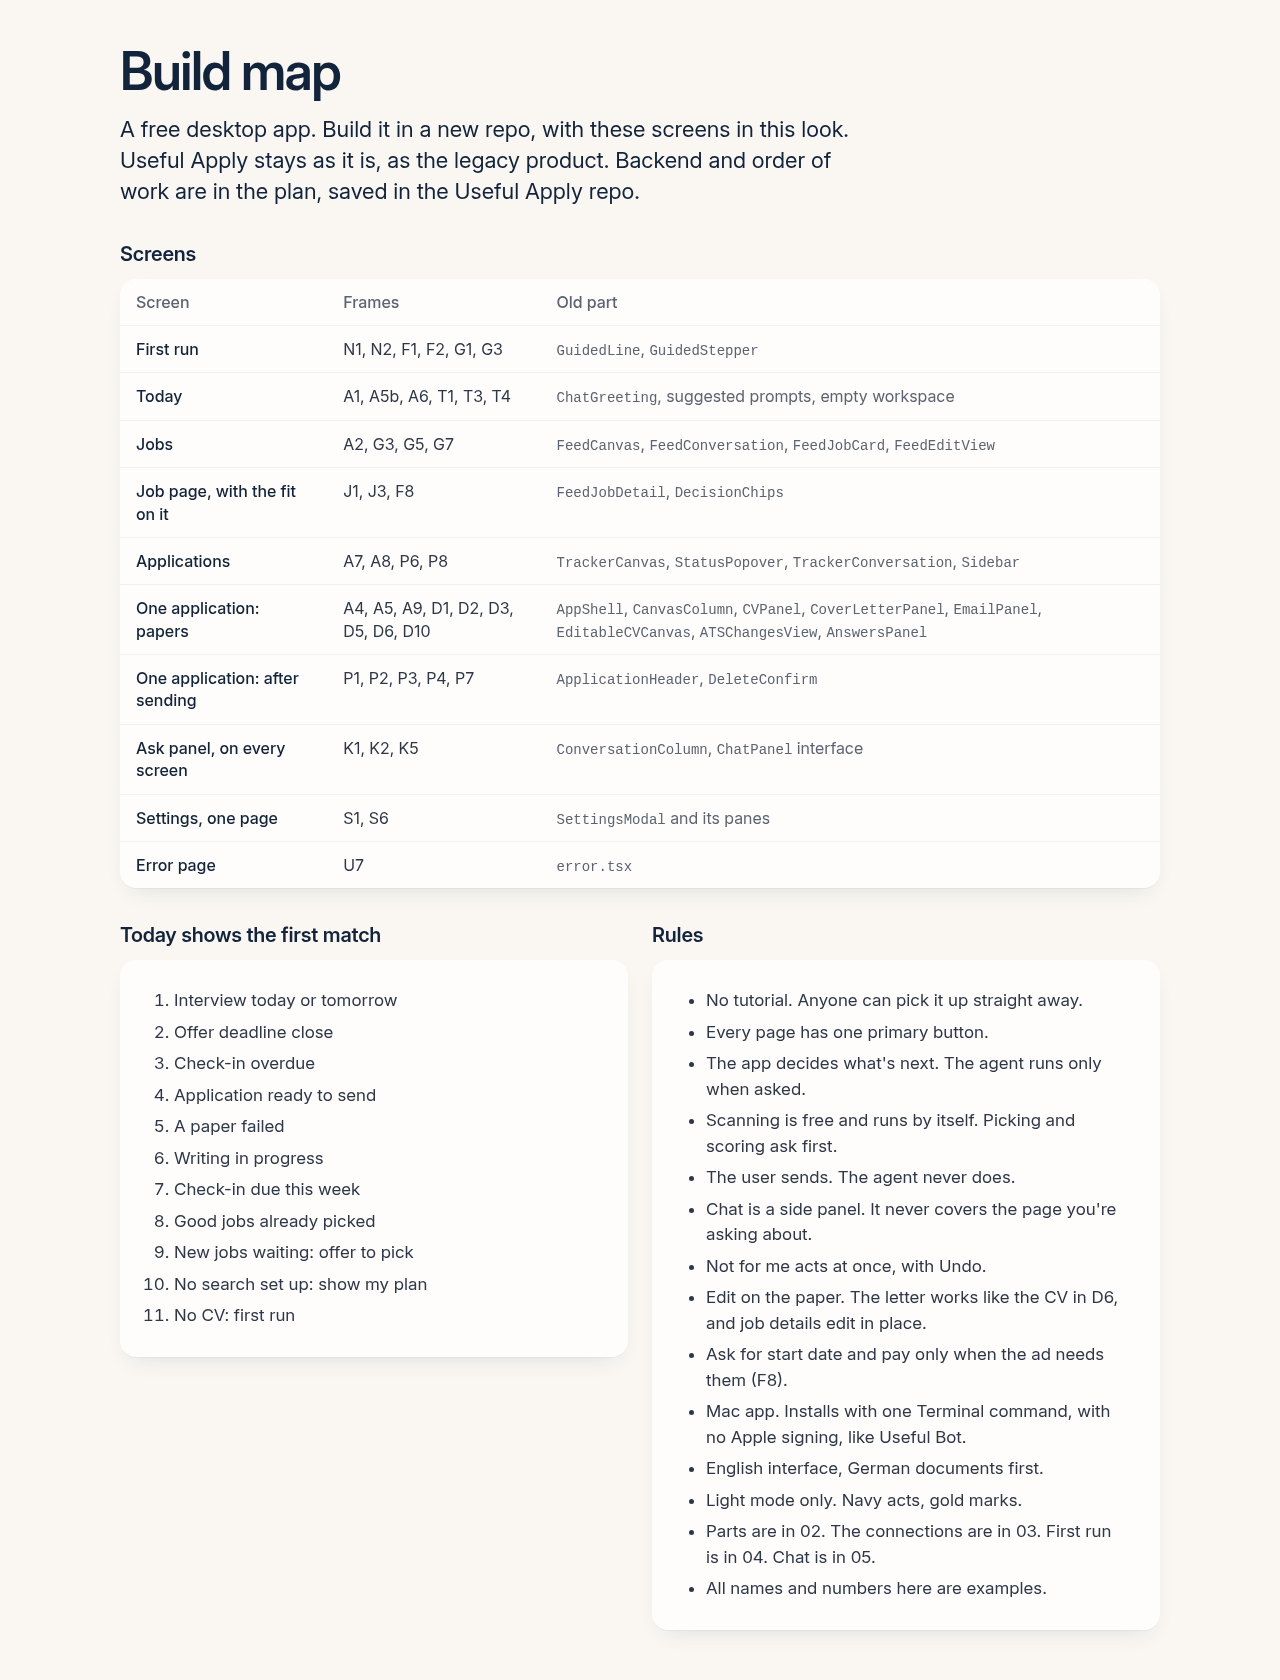 Build map
A free desktop app. Build it in a new repo, with these screens in this look.
Useful Apply stays as it is, as the legacy product. Backend and order of
work are in the plan, saved in the Useful Apply repo.
Screens
Screen Frames Old part
First run N1, N2, F1, F2, G1, G3 GuidedLine, GuidedStepper
Today A1, A5b, A6, T1, T3, T4 ChatGreeting, suggested prompts, empty workspace
Jobs A2, G3, G5, G7 FeedCanvas, FeedConversation, FeedJobCard, FeedEditView
Job page, with the fit J1, J3, F8 FeedJobDetail, DecisionChips
on it
Applications A7, A8, P6, P8 TrackerCanvas, StatusPopover, TrackerConversation, Sidebar
One application: A4, A5, A9, D1, D2, D3, AppShell, CanvasColumn, CVPanel, CoverLetterPanel, EmailPanel,
papers D5, D6, D10 EditableCVCanvas, ATSChangesView, AnswersPanel
One application: after P1, P2, P3, P4, P7 ApplicationHeader, DeleteConfirm
sending
Ask panel, on every K1, K2, K5 ConversationColumn, ChatPanel interface
screen
Settings, one page S1, S6 SettingsModal and its panes
Error page U7 error.tsx
Today shows the first match
1. Interview today or tomorrow
2. Offer deadline close
3. Check-in overdue
4. Application ready to send
5. A paper failed
6. Writing in progress
7. Check-in due this week
8. Good jobs already picked
9. New jobs waiting: offer to pick
10. No search set up: show my plan
11. No CV: first run
Rules
• No tutorial. Anyone can pick it up straight away.
• Every page has one primary button.
• The app decides what's next. The agent runs only
when asked.
• Scanning is free and runs by itself. Picking and
scoring ask first.
• The user sends. The agent never does.
• Chat is a side panel. It never covers the page you're
asking about.
• Not for me acts at once, with Undo.
• Edit on the paper. The letter works like the CV in D6,
and job details edit in place.
• Ask for start date and pay only when the ad needs
them (F8).
• Mac app. Installs with one Terminal command, with
no Apple signing, like Useful Bot.
• English interface, German documents first.
• Light mode only. Navy acts, gold marks.
• Parts are in 02. The connections are in 03. First run
is in 04. Chat is in 05.
• All names and numbers here are examples.